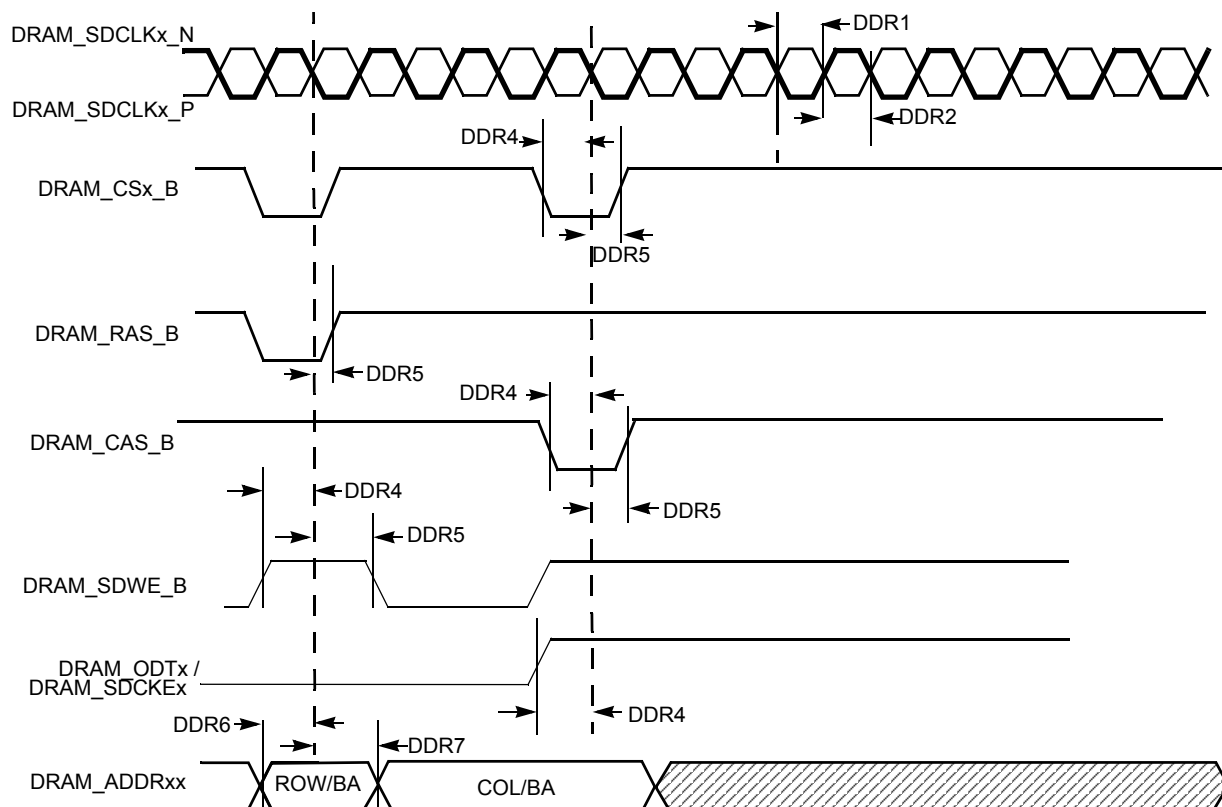 DRAM_SDCLKx_N
DDR1
DRAM_SDCLKx_P
DDR2
DDR4
DRAM_CSx_B
DDR5
DRAM_RAS_B
DDR5
DDR4
DRAM_CAS_B
DDR4
DDR5
DDR5
DRAM_SDWE_B
DRAM_ODTx /
DRAM_SDCKEx
DDR4
DDR6
DDR7
DRAM_ADDRxx
ROW/BA
COL/BA